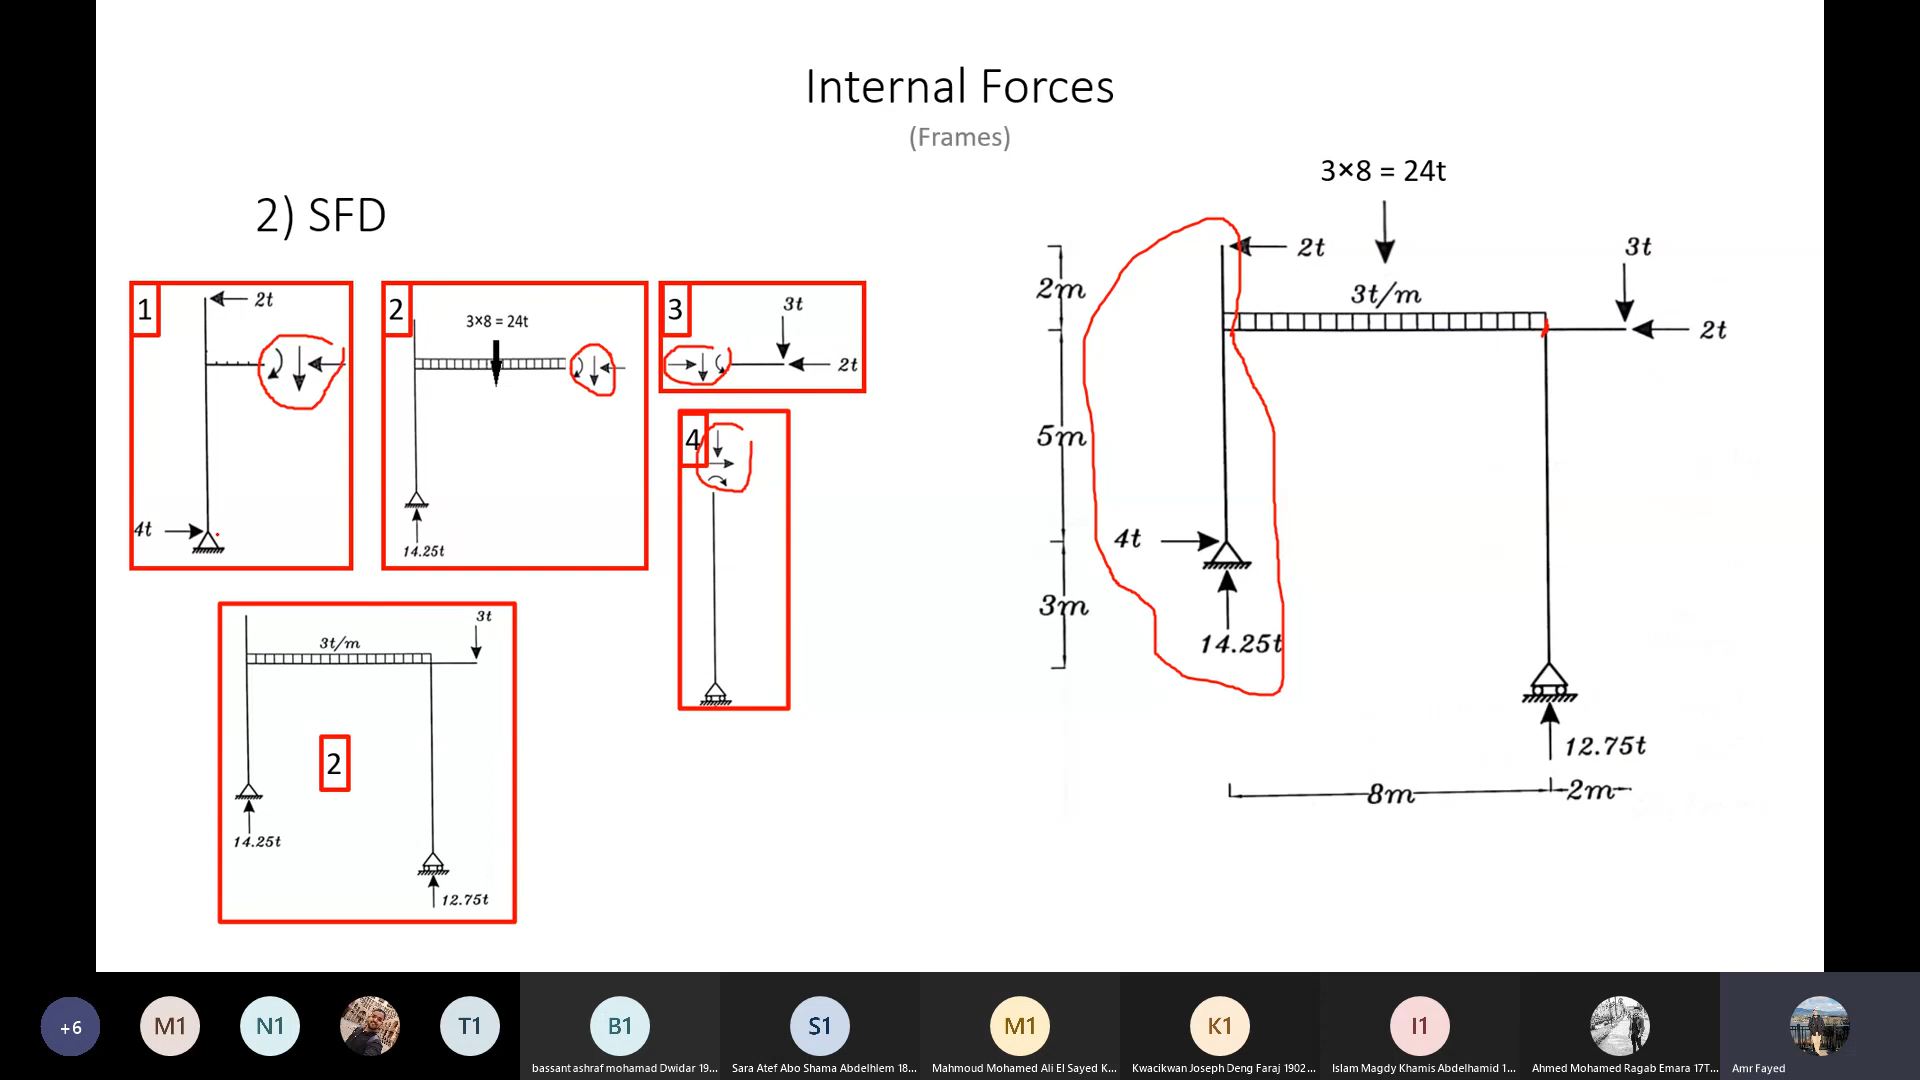 Internal Forces
(Frames)
2) SFD
1
2t
4t
2
3×8 = 24t
14.25t
3
3t
2t
4
3t
3t/m
2
14.25t
12.75t
3×8 = 24t
2t
3t
2m
3t/m
2t
5m
4t
3m
14.25t
12.75t
8m
2m
+6
M1
N1
T1
B1
S1
M1
K1
I1
bassant ashraf mohamad Dwidar 19...
Sara Atef Abo Shama Abdelhlem 18...
Mahmoud Mohamed Ali El Sayed K...
Kwacikwan Joseph Deng Faraj 1902...
Islam Magdy Khamis Abdelhamid 1...
Ahmed Mohamed Ragab Emara 17T...
Amr Fayed